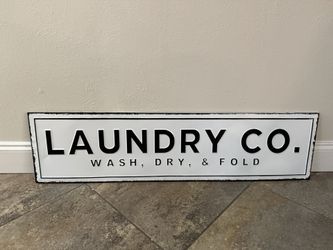 LAUNDRY CO.
WASH, DRY, & FOLD